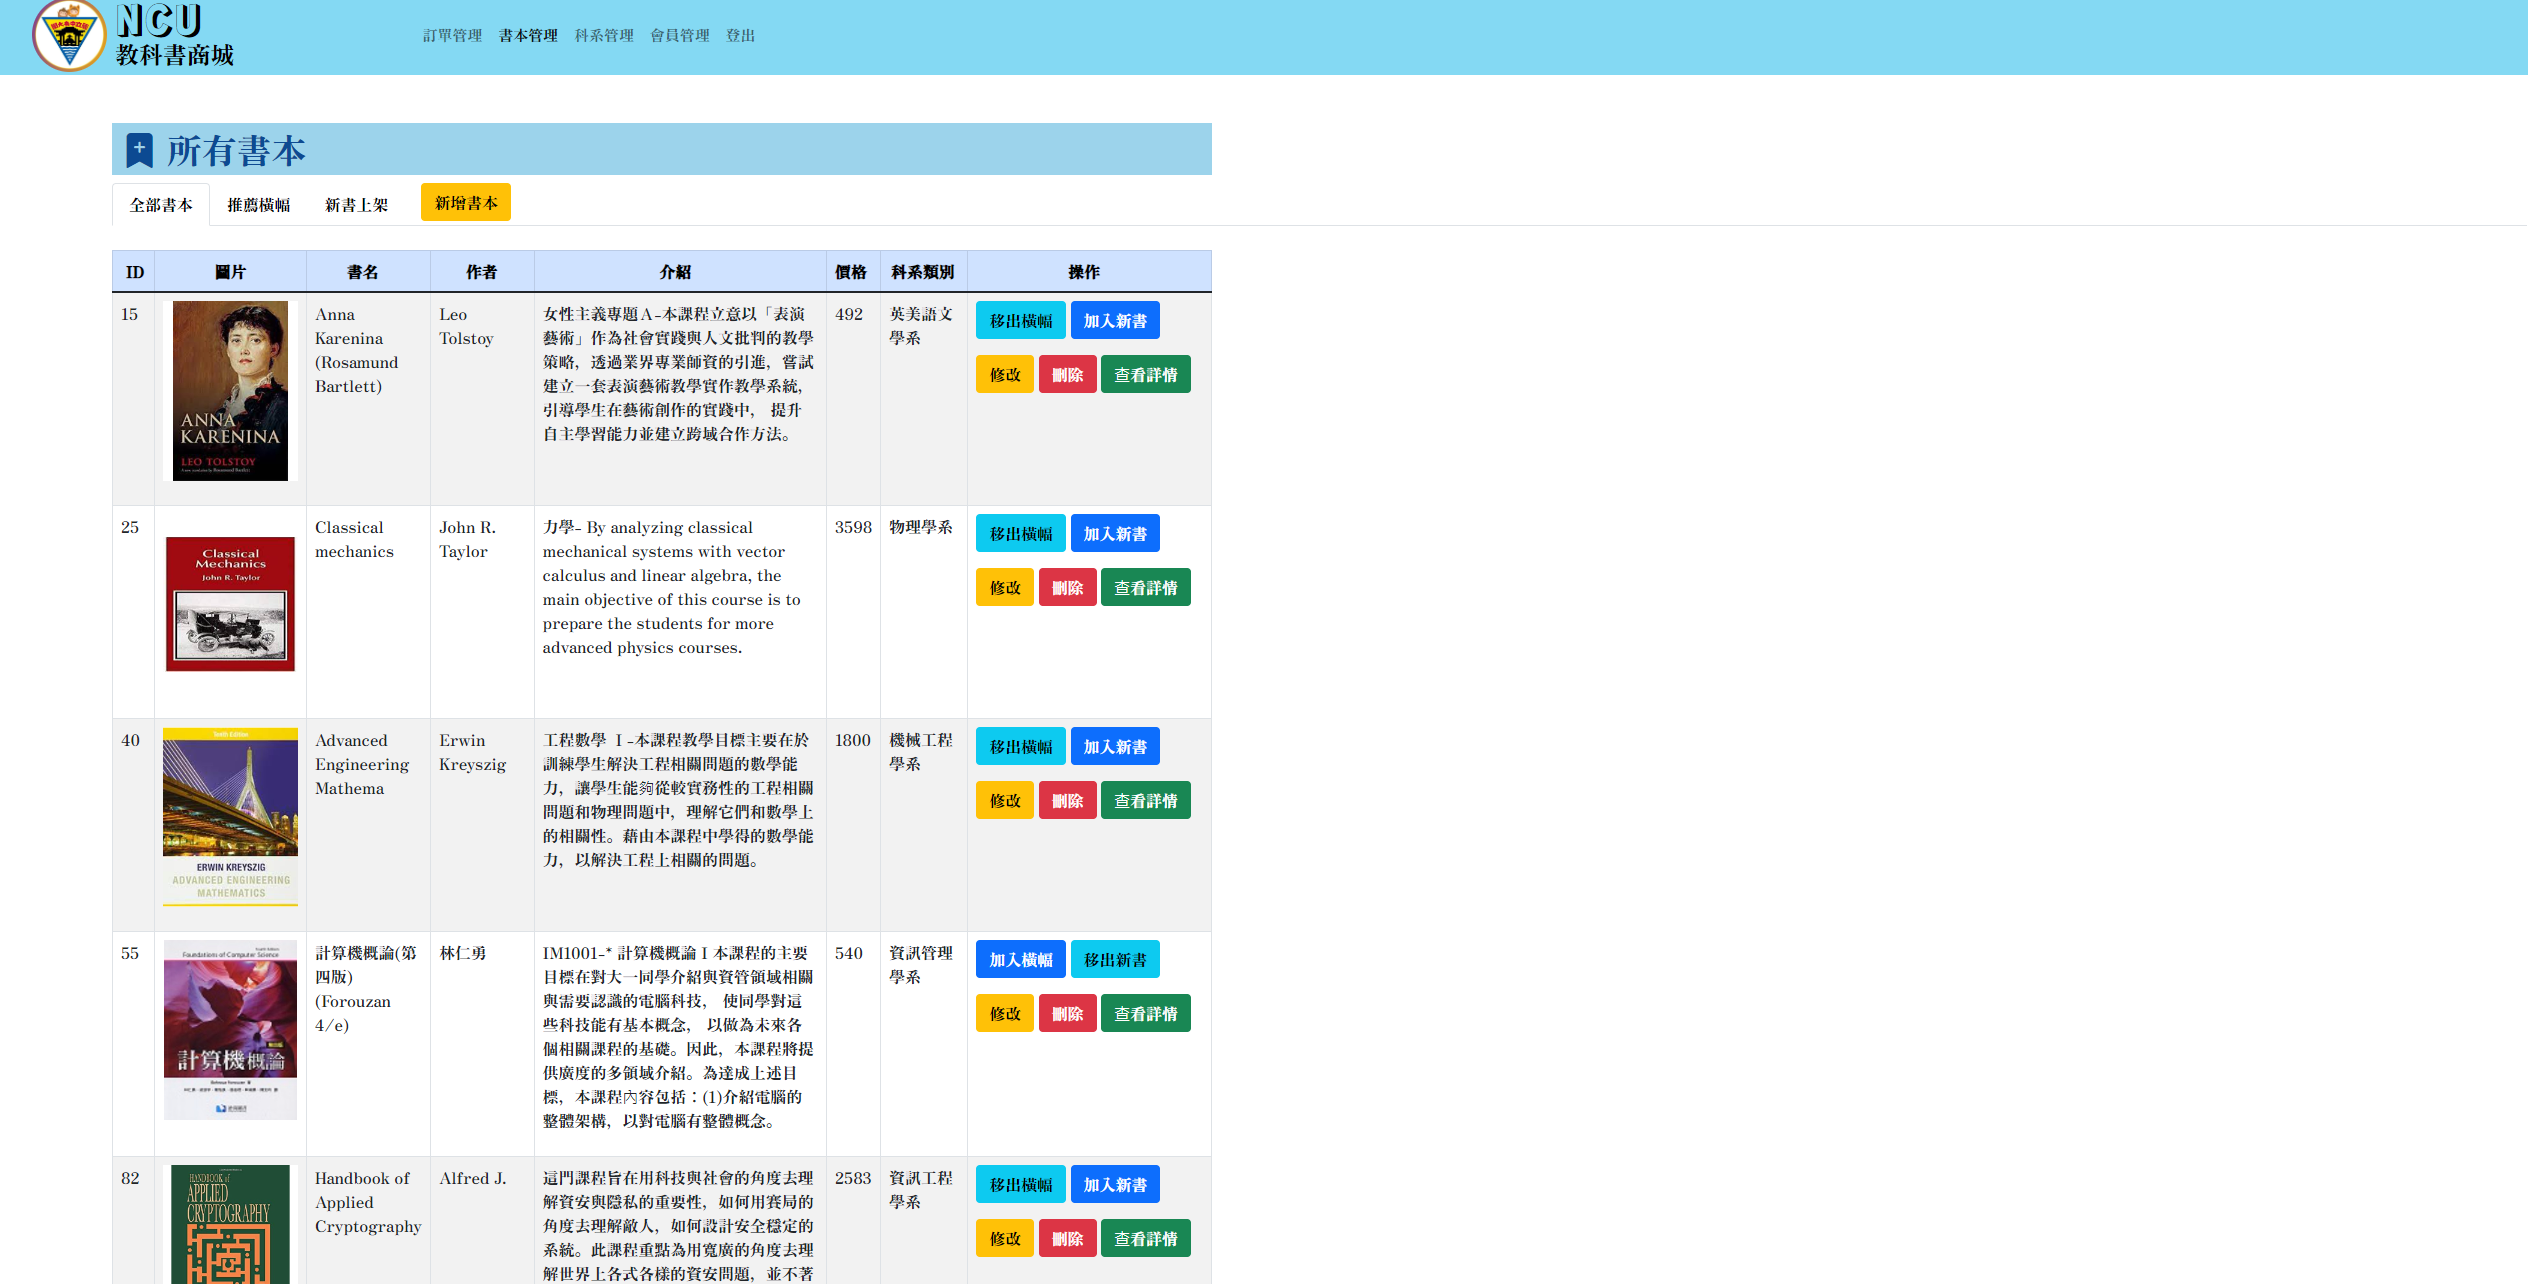 NCU
教科書商城
訂單管理 書本管理 科系管理 會員管理 登出
所有書本
全部書本 推薦橫幅 新書上架 新增書本
ID 圖片 書名 作者 介紹 價格 科系類別 操作
15
ANNA
KARENINA
LEO TOLSTOY
Anna
Karenina
(Rosamund
Bartlett)
Leo
Tolstoy
女性主義專題A-本課程立意以「表演
藝術」作為社會實踐與人文批判的教學
策略，透過業界專業師資的引進，嘗試
建立一套表演藝術教學實作教學系統，
引導學生在藝術創作的實踐中， 提升
自主學習能力並建立跨域合作方法。
492
英美語文
學系
移出橫幅 加入新書
修改 刪除 查看詳情
25
Classical
Mechanics
John R. Taylor
Classical
mechanics
John R.
Taylor
力學- By analyzing classical
mechanical systems with vector
calculus and linear algebra, the
main objective of this course is to
prepare the students for more
advanced physics courses.
3598
物理學系
移出橫幅 加入新書
修改 刪除 查看詳情
40
Tenth Edition
ERWIN KREYSZIG
ADVANCED ENGINEERING
MATHEMATICS
Advanced
Engineering
Mathema
Erwin
Kreyszig
工程數學 Ⅰ-本課程教學目標主要在於
訓練學生解決工程相關問題的數學能
力，讓學生能夠從較實務性的工程相關
問題和物理問題中，理解它們和數學上
的相關性。藉由本課程中學得的數學能
力，以解決工程上相關的問題。
1800
機械工程
學系
移出橫幅 加入新書
修改 刪除 查看詳情
55
Foundations of Computer Science
計算機概論
計算機概論(第
四版)
(Forouzan
4/e)
林仁勇
IM1001-* 計算機概論 I 本課程的主要
目標在對大一同學介紹與資管領域相關
與需要認識的電腦科技， 使同學對這
些科技能有基本概念， 以做為未來各
個相關課程的基礎。因此，本課程將提
供廣度的多領域介紹。為達成上述目
標，本課程內容包括：(1)介紹電腦的
整體架構，以對電腦有整體概念。
540
資訊管理
學系
加入橫幅 移出新書
修改 刪除 查看詳情
82
HANDBOOK of
APPLIED
CRYPTOGRAPHY
Handbook of
Applied
Cryptography
Alfred J.
這門課程旨在用科技與社會的角度去理
解資安與隱私的重要性，如何用賽局的
角度去理解敵人，如何設計安全穩定的
系統。此課程重點為用寬廣的角度去理
解世界上各式各樣的資安問題，並不著
2583
資訊工程
學系
移出橫幅 加入新書
修改 刪除 查看詳情